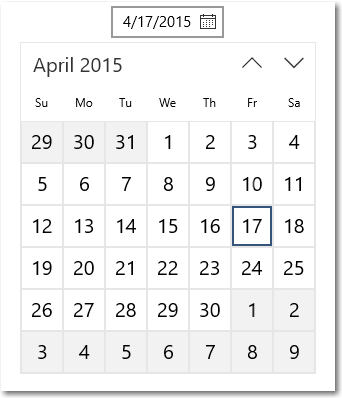 4/17/2015
April 2015
Su Mo Tu We Th Fr Sa
29 30 31 1 2 3 4
5 6 7 8 9 10 11
12 13 14 15 16 17 18
19 20 21 22 23 24 25
26 27 28 29 30 1 2
3 4 5 6 7 8 9